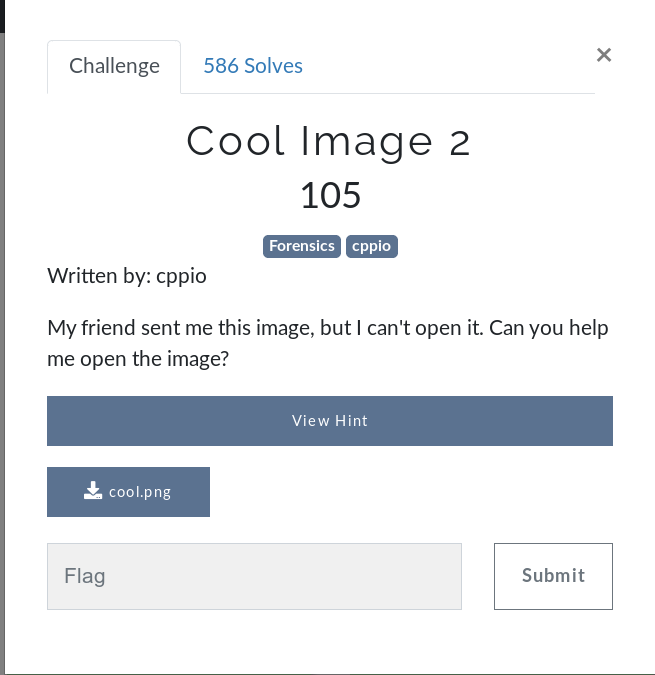 Challenge
586 Solves
×
Cool Image 2
105
Forensics cppio
Written by: cppio
My friend sent me this image, but I can't open it. Can you help
me open the image?
View Hint
cool.png
Flag
Submit